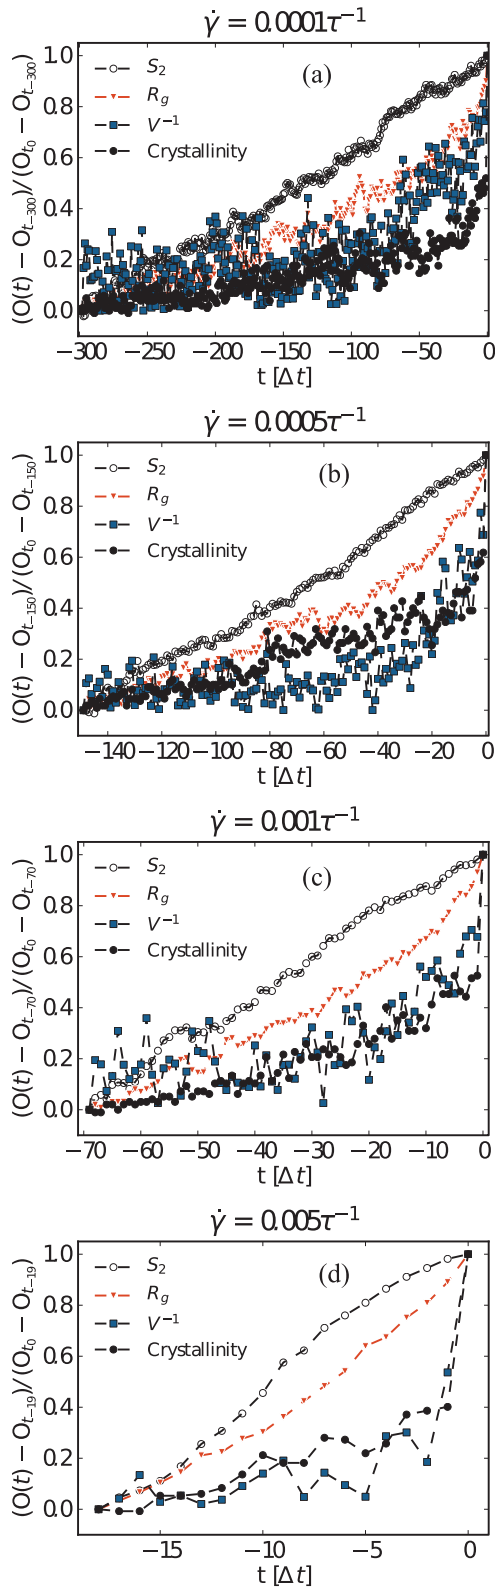 γ̇ = 0.0001τ⁻¹
(a)
S₂
R_g
V⁻¹
Crystallinity
(O(t) − O_{t−300})/(O_{t₀} − O_{t−300})
1.0
0.8
0.6
0.4
0.2
0.0
−300 −250 −200 −150 −100 −50 0
t [Δt]
γ̇ = 0.0005τ⁻¹
(b)
S₂
R_g
V⁻¹
Crystallinity
(O(t) − O_{t−150})/(O_{t₀} − O_{t−150})
1.0
0.8
0.6
0.4
0.2
0.0
−140 −120 −100 −80 −60 −40 −20 0
t [Δt]
γ̇ = 0.001τ⁻¹
(c)
S₂
R_g
V⁻¹
Crystallinity
(O(t) − O_{t−70})/(O_{t₀} − O_{t−70})
1.0
0.8
0.6
0.4
0.2
0.0
−70 −60 −50 −40 −30 −20 −10 0
t [Δt]
γ̇ = 0.005τ⁻¹
(d)
S₂
R_g
V⁻¹
Crystallinity
(O(t) − O_{t−19})/(O_{t₀} − O_{t−19})
1.0
0.8
0.6
0.4
0.2
0.0
−15 −10 −5 0
t [Δt]